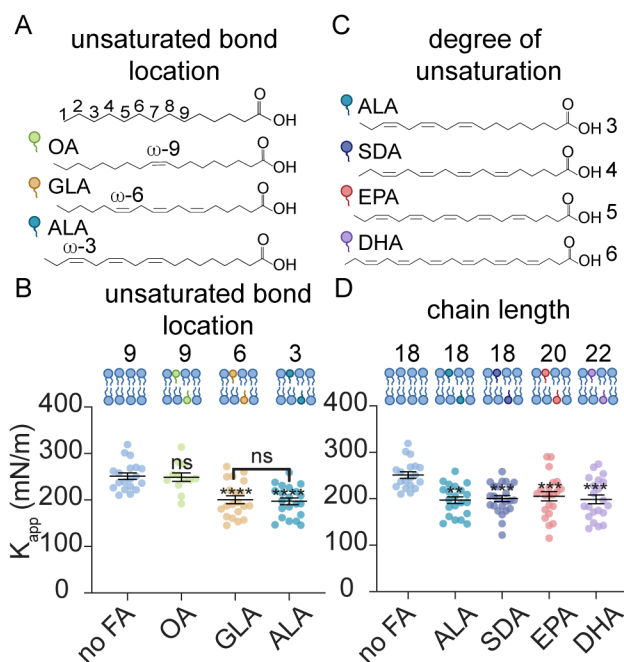 A
unsaturated bond
location
1 2 3 4 5 6 7 8 9
O
OH
OA
ω-9
O
OH
GLA
ω-6
O
OH
ALA
ω-3
O
OH
B
unsaturated bond
location
9 9 6 3
400
300
200
100
0
K_app (mN/m)
ns
****
****
ns
no FA OA GLA ALA
C
degree of
unsaturation
ALA
O
OH 3
SDA
O
OH 4
EPA
O
OH 5
DHA
O
OH 6
D
chain length
18 18 18 20 22
400
300
200
100
0
** *** *** ***
no FA ALA SDA EPA DHA